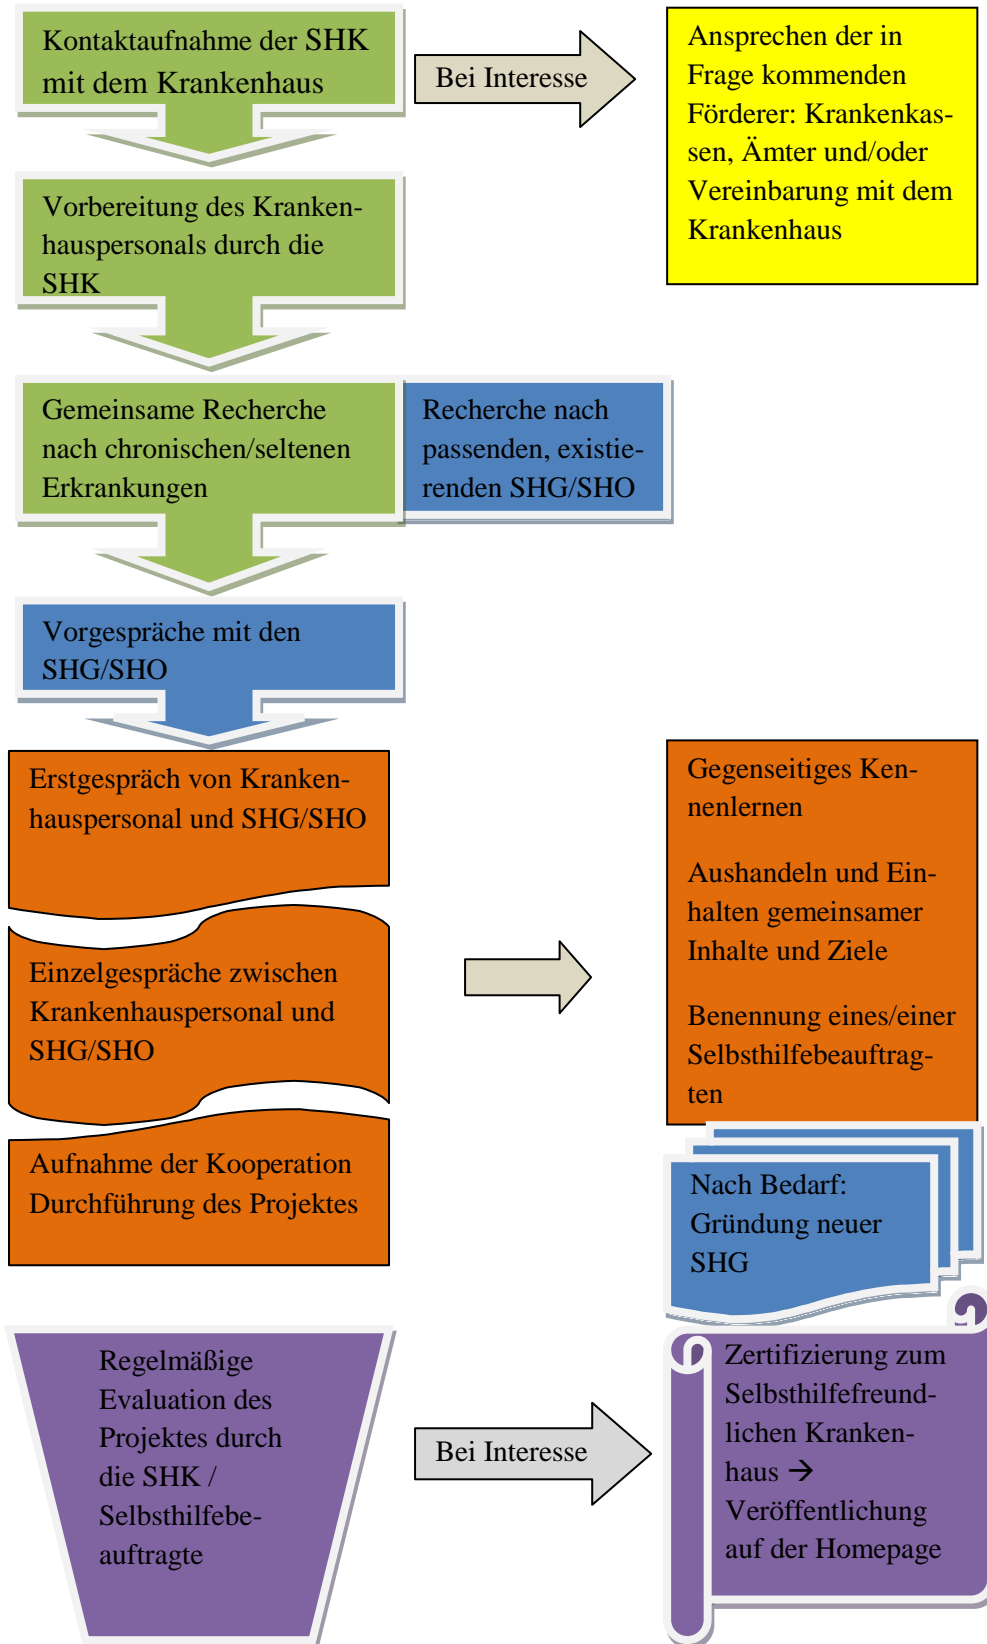 Kontaktaufnahme der SHK
mit dem Krankenhaus
Bei Interesse
Ansprechen der in
Frage kommenden
Förderer: Krankenkas-
sen, Ämter und/oder
Vereinbarung mit dem
Krankenhaus
Vorbereitung des Kranken-
hauspersonals durch die
SHK
Gemeinsame Recherche
nach chronischen/seltenen
Erkrankungen
Recherche nach
passenden, existie-
renden SHG/SHO
Vorgespräche mit den
SHG/SHO
Erstgespräch von Kranken-
hauspersonal und SHG/SHO
Einzelgespräche zwischen
Krankenhauspersonal und
SHG/SHO
Aufnahme der Kooperation
Durchführung des Projektes
Gegenseitiges Ken-
nenlernen
Aushandeln und Ein-
halten gemeinsamer
Inhalte und Ziele
Benennung eines/einer
Selbsthilfebeauftrag-
ten
Nach Bedarf:
Gründung neuer
SHG
Regelmäßige
Evaluation des
Projektes durch
die SHK /
Selbsthilfebe-
auftragte
Bei Interesse
Zertifizierung zum
Selbsthilfefreund-
lichen Kranken-
haus →
Veröffentlichung
auf der Homepage